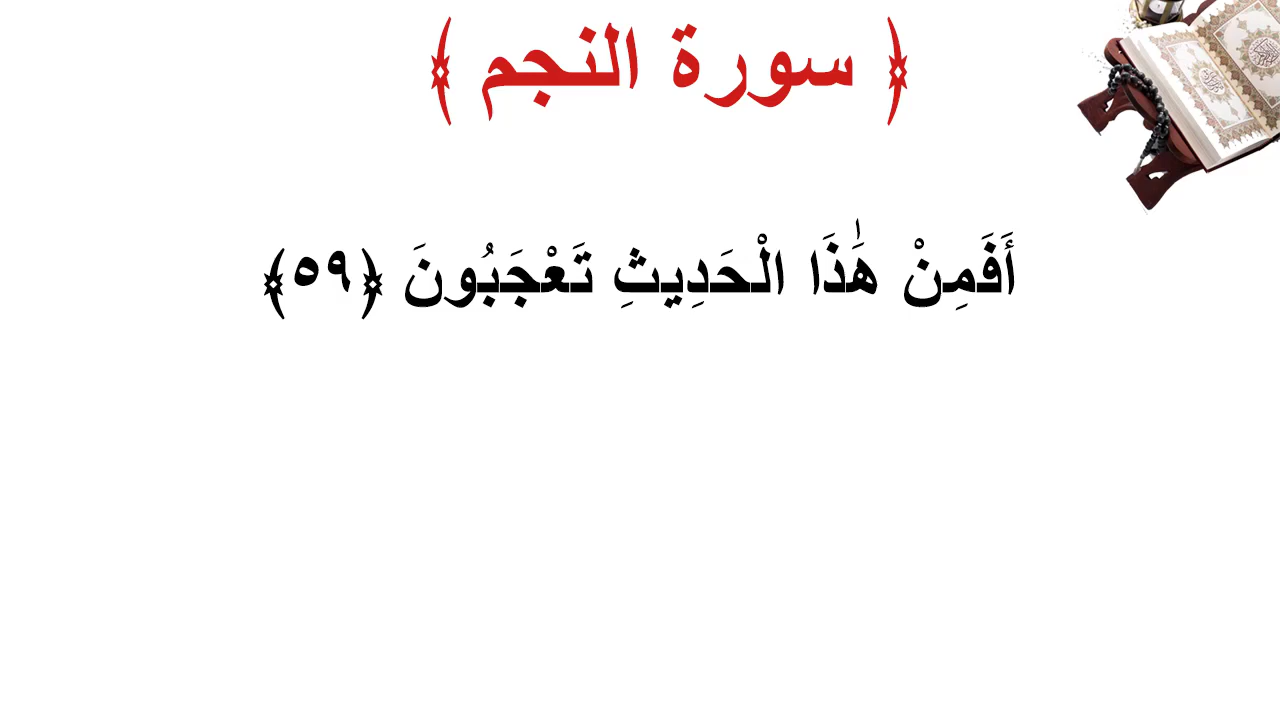 ﴿ سورة النجم ﴾
أَفَمِنْ هَٰذَا الْحَدِيثِ تَعْجَبُونَ ﴿٥٩﴾